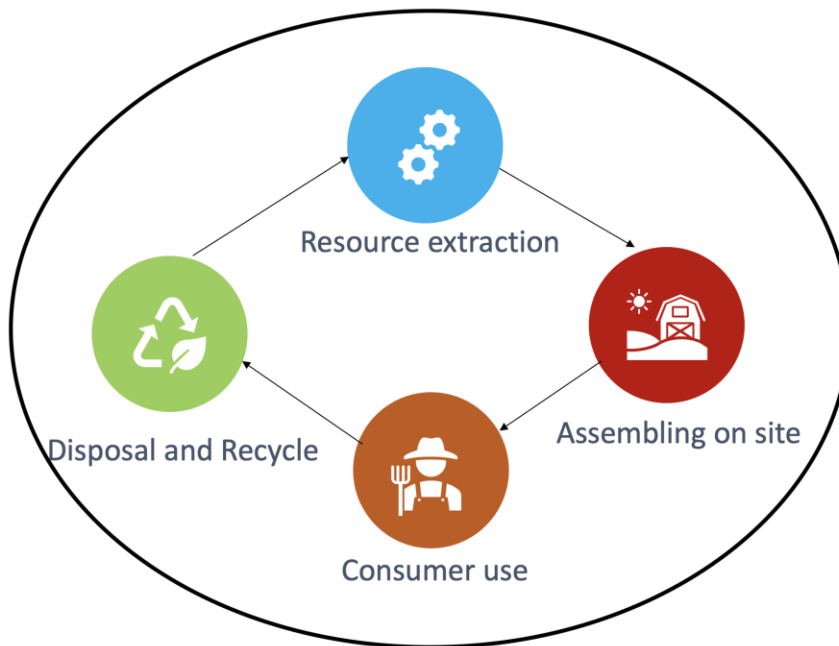 Resource extraction
Assembling on site
Disposal and Recycle
Consumer use